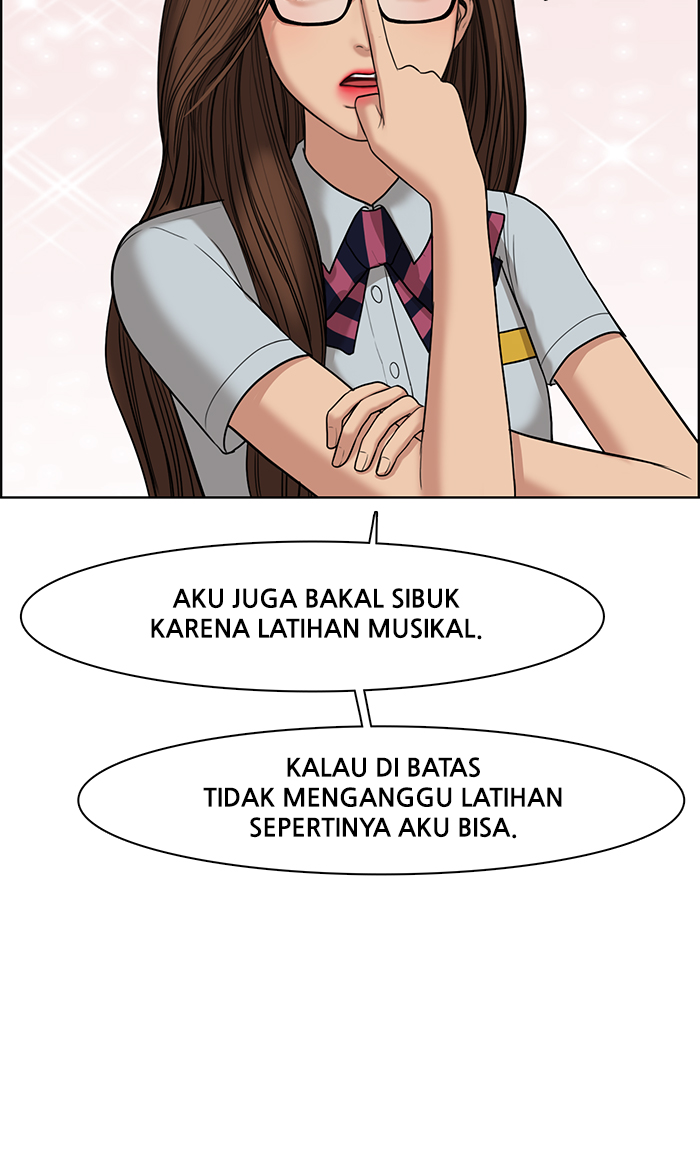 AKU JUGA BAKAL SIBUK
KARENA LATIHAN MUSIKAL.
KALAU DI BATAS
TIDAK MENGANGGU LATIHAN
SEPERTINYA AKU BISA.